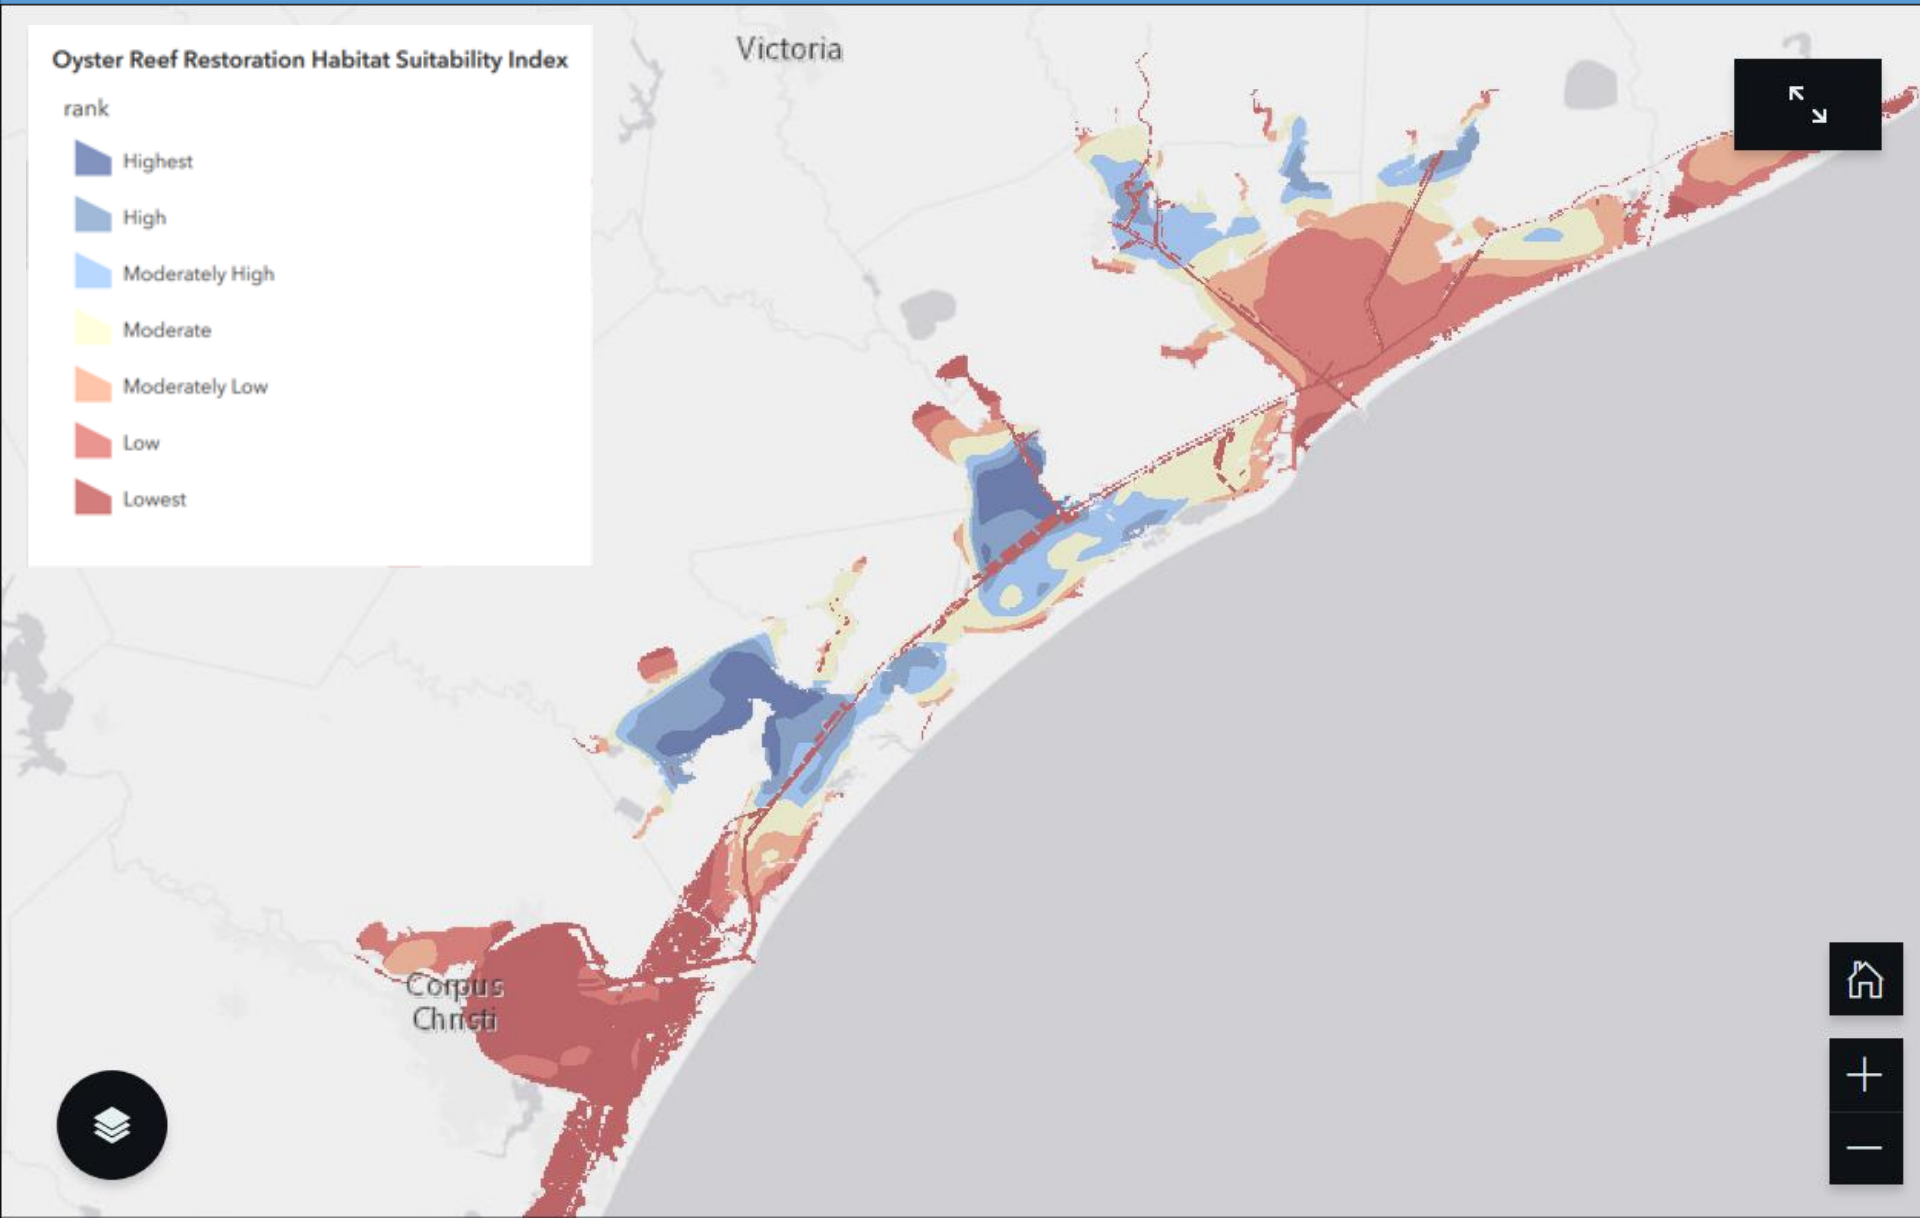 Oyster Reef Restoration Habitat Suitability Index
rank
Highest
High
Moderately High
Moderate
Moderately Low
Low
Lowest
Victoria
Corpus
Christi